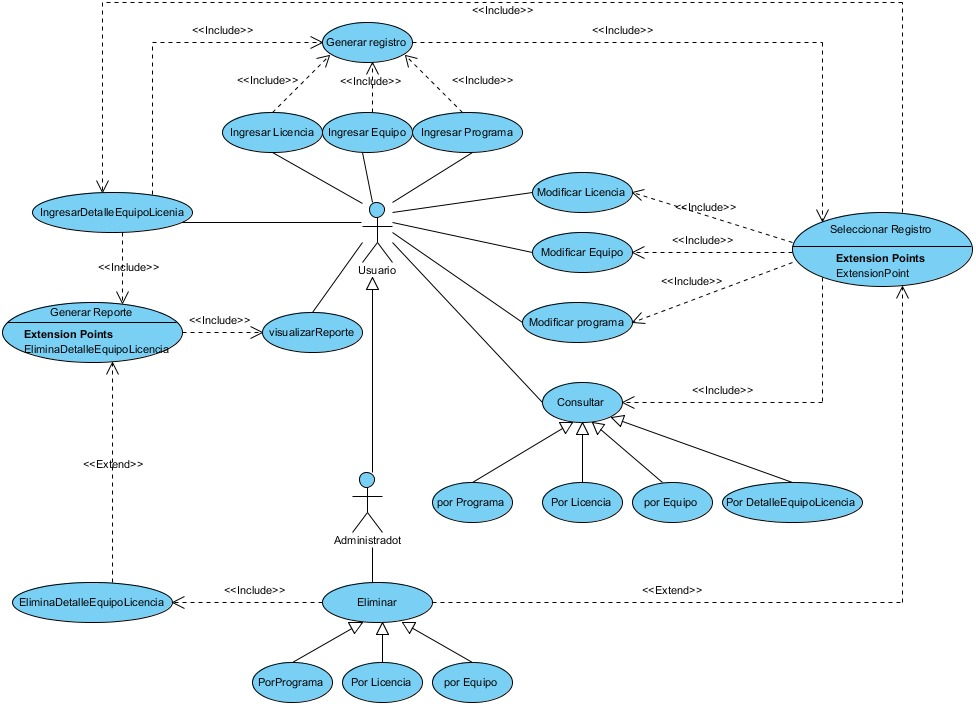 <<Include>>
<<Include>>
Generar registro
<<Include>>
<<Include>>
<<Include>>
<<Include>>
Ingresar Licencia
Ingresar Equipo
Ingresar Programa
Modificar Licencia
<<Include>>
IngresarDetalleEquipoLicenia
Seleccionar Registro
Extension Points
ExtensionPoint
Modificar Equipo
<<Include>>
<<Include>>
Usuario
<<Include>>
Generar Reporte
Extension Points
EliminaDetalleEquipoLicencia
<<Include>>
visualizarReporte
Modificar programa
<<Include>>
Consultar
<<Extend>>
por Programa
Por Licencia
por Equipo
Por DetalleEquipoLicencia
Administradot
EliminaDetalleEquipoLicencia
<<Include>>
Eliminar
<<Extend>>
PorPrograma
Por Licencia
por Equipo